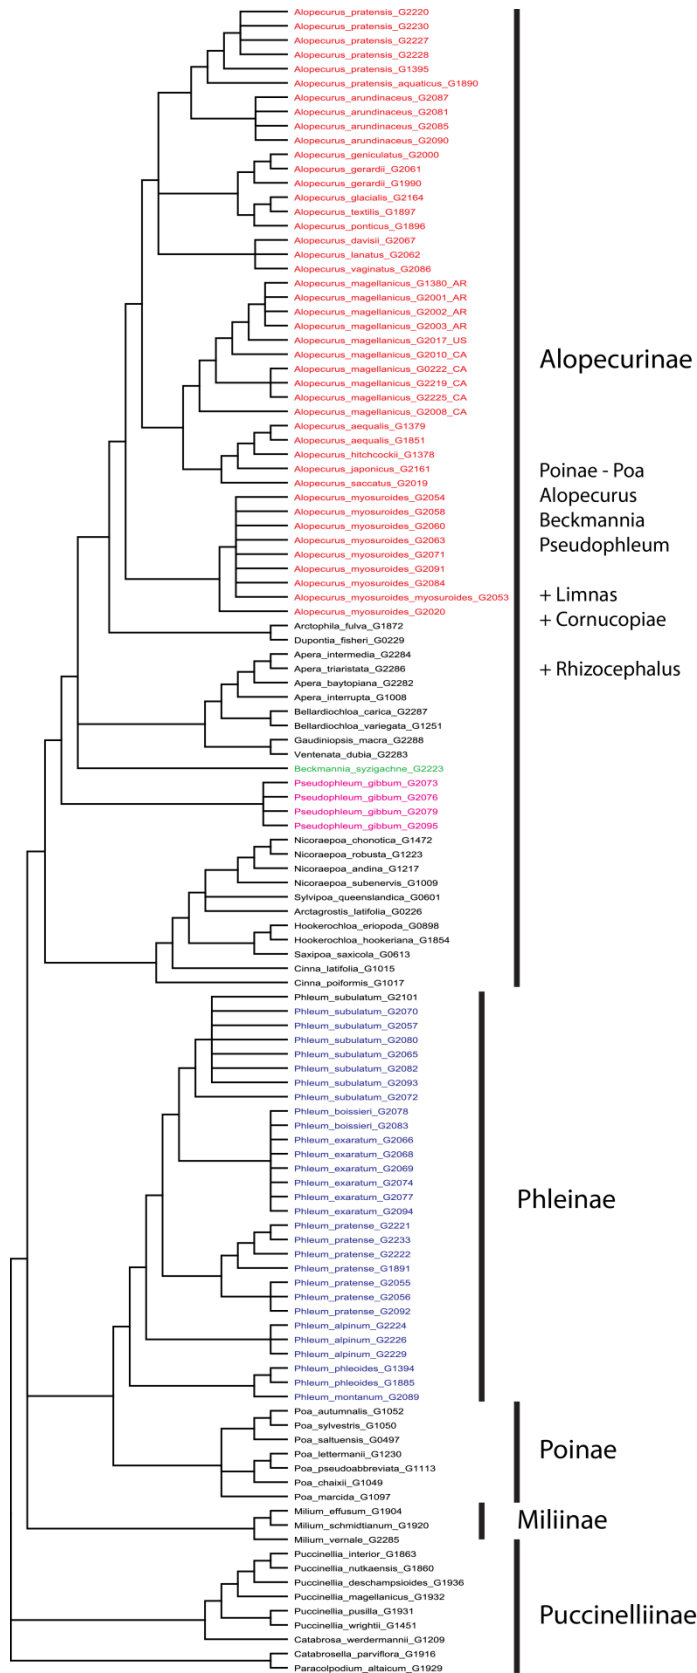 Alopecurus_pratensis_G2220
Alopecurus_pratensis_G2230
Alopecurus_pratensis_G2227
Alopecurus_pratensis_G2228
Alopecurus_pratensis_G1395
Alopecurus_pratensis_aquaticus_G1890
Alopecurus_arundinaceus_G2087
Alopecurus_arundinaceus_G2081
Alopecurus_arundinaceus_G2085
Alopecurus_arundinaceus_G2090
Alopecurus_geniculatus_G2000
Alopecurus_gerardii_G2061
Alopecurus_gerardii_G1990
Alopecurus_glacialis_G2164
Alopecurus_textilis_G1897
Alopecurus_ponticus_G1896
Alopecurus_davisii_G2067
Alopecurus_lanatus_G2062
Alopecurus_vaginatus_G2086
Alopecurus_magellanicus_G1380_AR
Alopecurus_magellanicus_G2001_AR
Alopecurus_magellanicus_G2002_AR
Alopecurus_magellanicus_G2003_AR
Alopecurus_magellanicus_G2017_US
Alopecurus_magellanicus_G2010_CA
Alopecurus_magellanicus_G0222_CA
Alopecurus_magellanicus_G2219_CA
Alopecurus_magellanicus_G2225_CA
Alopecurus_magellanicus_G2008_CA
Alopecurus_aequalis_G1379
Alopecurus_aequalis_G1851
Alopecurus_hitchcockii_G1378
Alopecurus_japonicus_G2161
Alopecurus_saccatus_G2019
Alopecurus_myosuroides_G2054
Alopecurus_myosuroides_G2058
Alopecurus_myosuroides_G2060
Alopecurus_myosuroides_G2063
Alopecurus_myosuroides_G2071
Alopecurus_myosuroides_G2091
Alopecurus_myosuroides_G2084
Alopecurus_myosuroides_myosuroides_G2053
Alopecurus_myosuroides_G2020
Arctophila_fulva_G1872
Dupontia_fisheri_G0229
Apera_intermedia_G2284
Apera_triaristata_G2286
Apera_baytopiana_G2282
Apera_interrupta_G1008
Bellardiochloa_carica_G2287
Bellardiochloa_variegata_G1251
Gaudiniopsis_macra_G2288
Ventenata_dubia_G2283
Beckmannia_syzigachne_G2223
Pseudophleum_gibbum_G2073
Pseudophleum_gibbum_G2076
Pseudophleum_gibbum_G2079
Pseudophleum_gibbum_G2095
Nicoraepoa_chonotica_G1472
Nicoraepoa_robusta_G1223
Nicoraepoa_andina_G1217
Nicoraepoa_subenervis_G1009
Sylvipoa_queenslandica_G0601
Arctagrostis_latifolia_G0226
Hookerochloa_eriopoda_G0898
Hookerochloa_hookeriana_G1854
Saxipoa_saxicola_G0613
Cinna_latifolia_G1015
Cinna_poiformis_G1017
Alopecurinae
Poinae - Poa
Alopecurus
Beckmannia
Pseudophleum
+ Limnas
+ Cornucopiae
+ Rhizocephalus
Phleum_subulatum_G2101
Phleum_subulatum_G2070
Phleum_subulatum_G2057
Phleum_subulatum_G2080
Phleum_subulatum_G2065
Phleum_subulatum_G2082
Phleum_subulatum_G2093
Phleum_subulatum_G2072
Phleum_boissieri_G2078
Phleum_boissieri_G2083
Phleum_exaratum_G2066
Phleum_exaratum_G2068
Phleum_exaratum_G2069
Phleum_exaratum_G2074
Phleum_exaratum_G2077
Phleum_exaratum_G2094
Phleum_pratense_G2221
Phleum_pratense_G2233
Phleum_pratense_G2222
Phleum_pratense_G1891
Phleum_pratense_G2055
Phleum_pratense_G2056
Phleum_pratense_G2092
Phleum_alpinum_G2224
Phleum_alpinum_G2226
Phleum_alpinum_G2229
Phleum_phleoides_G1394
Phleum_phleoides_G1885
Phleum_montanum_G2089
Phleinae
Poa_autumnalis_G1052
Poa_sylvestris_G1050
Poa_saltuensis_G0497
Poa_lettermanii_G1230
Poa_pseudoabbreviata_G1113
Poa_chaixii_G1049
Poa_marcida_G1097
Poinae
Milium_effusum_G1904
Milium_schmidtianum_G1920
Milium_vernale_G2285
Miliinae
Puccinellia_interior_G1863
Puccinellia_nutkaensis_G1860
Puccinellia_deschampsioides_G1936
Puccinellia_magellanicus_G1932
Puccinellia_pusilla_G1931
Puccinellia_wrightii_G1451
Catabrosa_werdermannii_G1209
Catabrosella_parviflora_G1916
Paracolpodium_altaicum_G1929
Puccinelliinae